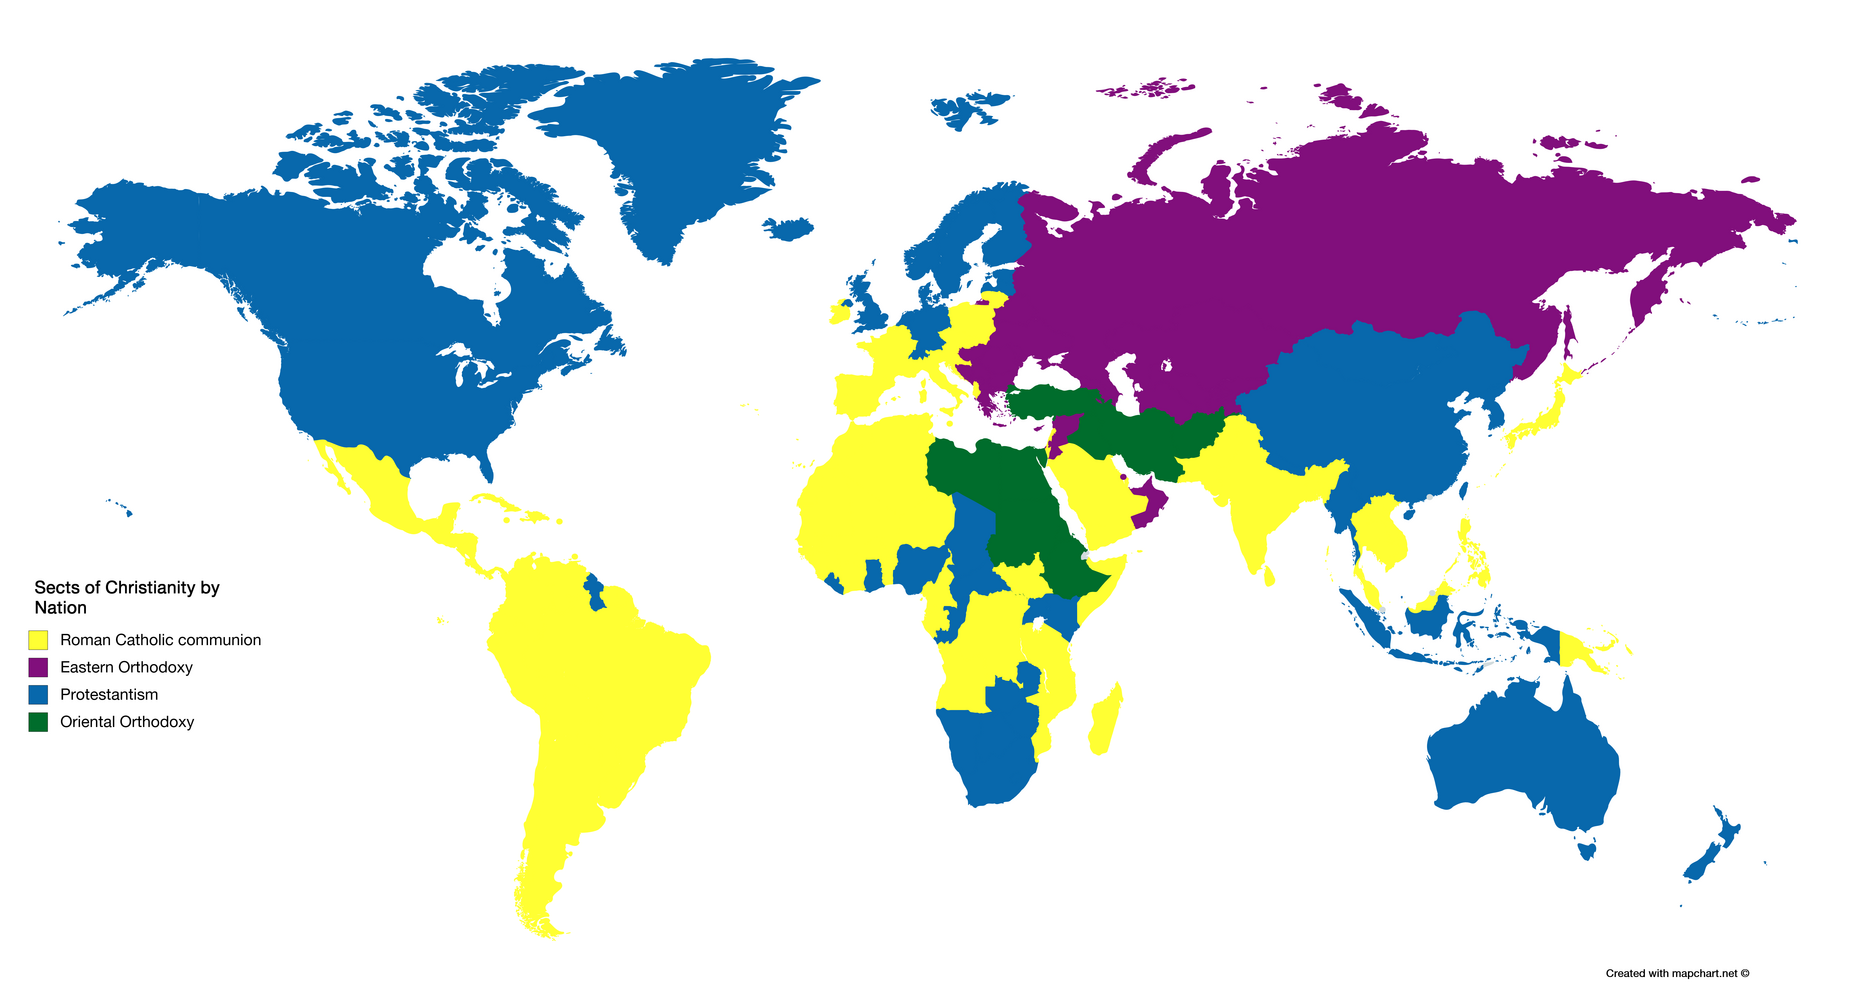 Sects of Christianity by
Nation
Roman Catholic communion
Eastern Orthodoxy
Protestantism
Oriental Orthodoxy
Created with mapchart.net ©